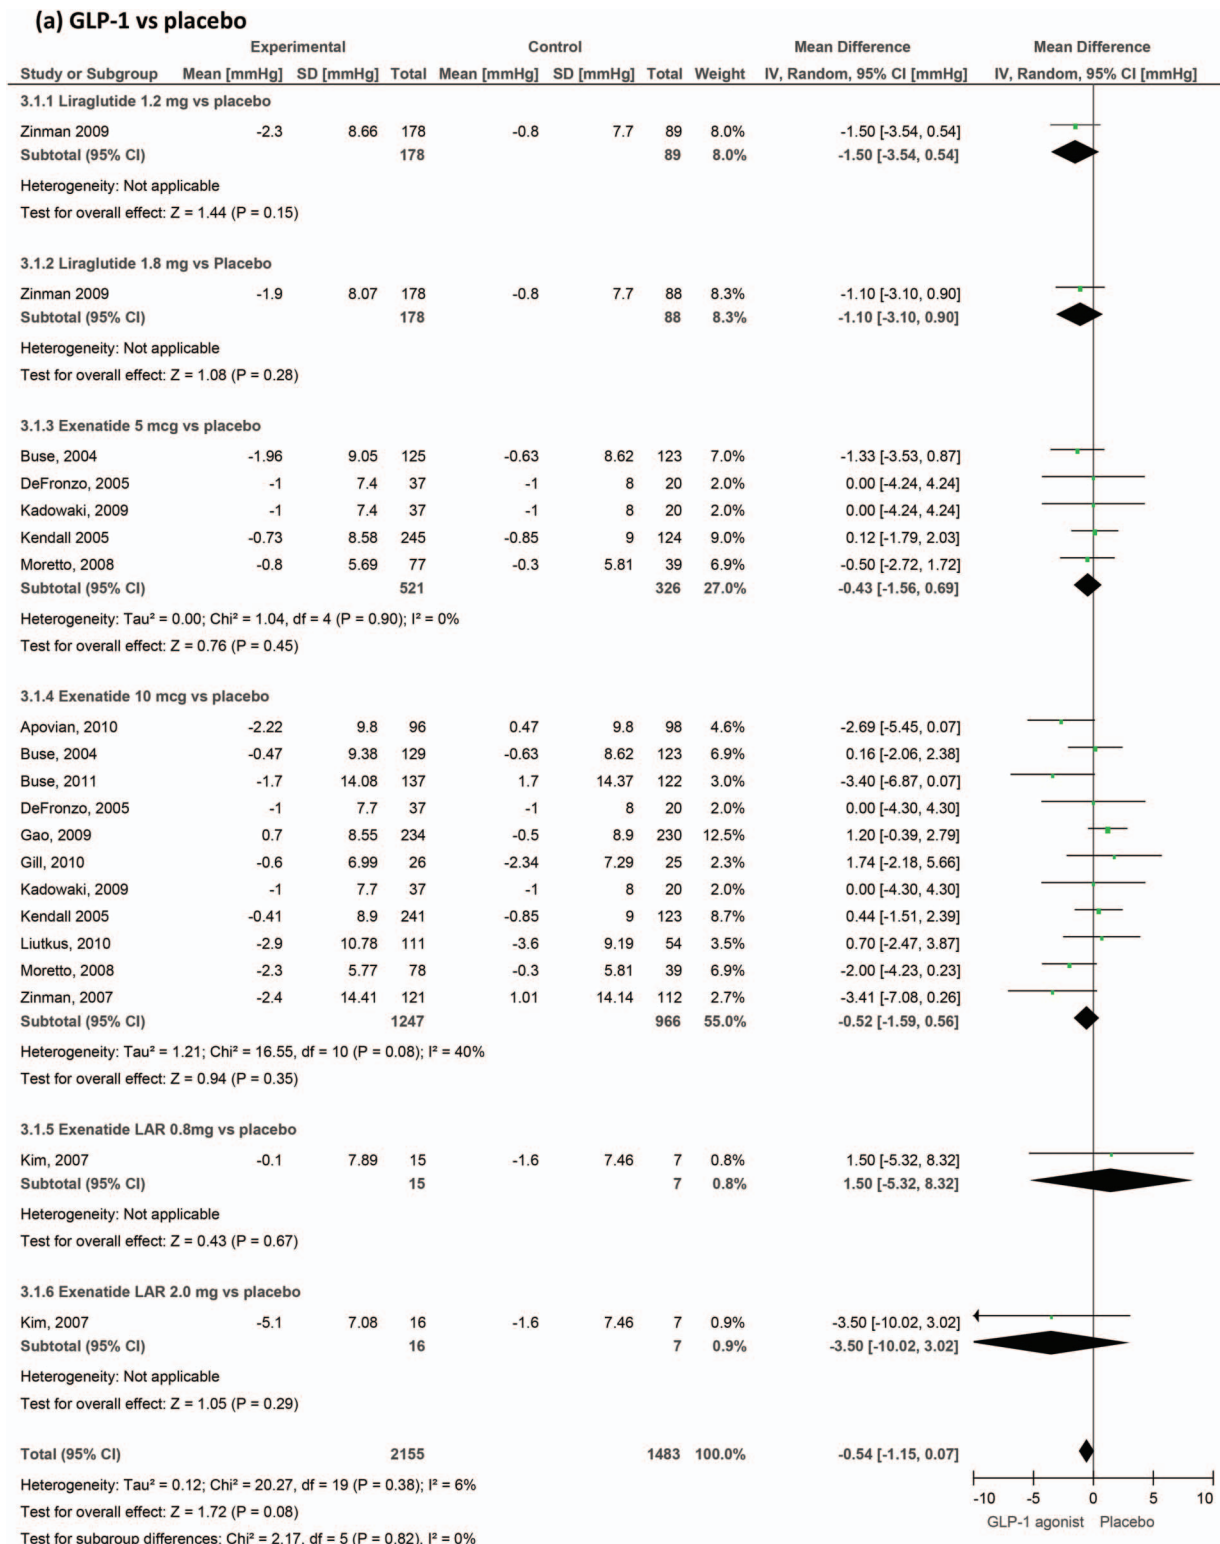 (a) GLP-1 vs placebo
Experimental Control Mean Difference Mean Difference
Study or Subgroup Mean [mmHg] SD [mmHg] Total Mean [mmHg] SD [mmHg] Total Weight IV, Random, 95% CI [mmHg] IV, Random, 95% CI [mmHg]
3.1.1 Liraglutide 1.2 mg vs placebo
Zinman 2009 -2.3 8.66 178 -0.8 7.7 89 8.0% -1.50 [-3.54, 0.54]
Subtotal (95% CI) 178 89 8.0% -1.50 [-3.54, 0.54]
Heterogeneity: Not applicable
Test for overall effect: Z = 1.44 (P = 0.15)
3.1.2 Liraglutide 1.8 mg vs Placebo
Zinman 2009 -1.9 8.07 178 -0.8 7.7 88 8.3% -1.10 [-3.10, 0.90]
Subtotal (95% CI) 178 88 8.3% -1.10 [-3.10, 0.90]
Heterogeneity: Not applicable
Test for overall effect: Z = 1.08 (P = 0.28)
3.1.3 Exenatide 5 mcg vs placebo
Buse, 2004 -1.96 9.05 125 -0.63 8.62 123 7.0% -1.33 [-3.53, 0.87]
DeFronzo, 2005 -1 7.4 37 -1 8 20 2.0% 0.00 [-4.24, 4.24]
Kadowaki, 2009 -1 7.4 37 -1 8 20 2.0% 0.00 [-4.24, 4.24]
Kendall 2005 -0.73 8.58 245 -0.85 9 124 9.0% 0.12 [-1.79, 2.03]
Moretto, 2008 -0.8 5.69 77 -0.3 5.81 39 6.9% -0.50 [-2.72, 1.72]
Subtotal (95% CI) 521 326 27.0% -0.43 [-1.56, 0.69]
Heterogeneity: Tau² = 0.00; Chi² = 1.04, df = 4 (P = 0.90); I² = 0%
Test for overall effect: Z = 0.76 (P = 0.45)
3.1.4 Exenatide 10 mcg vs placebo
Apovian, 2010 -2.22 9.8 96 0.47 9.8 98 4.6% -2.69 [-5.45, 0.07]
Buse, 2004 -0.47 9.38 129 -0.63 8.62 123 6.9% 0.16 [-2.06, 2.38]
Buse, 2011 -1.7 14.08 137 1.7 14.37 122 3.0% -3.40 [-6.87, 0.07]
DeFronzo, 2005 -1 7.7 37 -1 8 20 2.0% 0.00 [-4.30, 4.30]
Gao, 2009 0.7 8.55 234 -0.5 8.9 230 12.5% 1.20 [-0.39, 2.79]
Gill, 2010 -0.6 6.99 26 -2.34 7.29 25 2.3% 1.74 [-2.18, 5.66]
Kadowaki, 2009 -1 7.7 37 -1 8 20 2.0% 0.00 [-4.30, 4.30]
Kendall 2005 -0.41 8.9 241 -0.85 9 123 8.7% 0.44 [-1.51, 2.39]
Liutkus, 2010 -2.9 10.78 111 -3.6 9.19 54 3.5% 0.70 [-2.47, 3.87]
Moretto, 2008 -2.3 5.77 78 -0.3 5.81 39 6.9% -2.00 [-4.23, 0.23]
Zinman, 2007 -2.4 14.41 121 1.01 14.14 112 2.7% -3.41 [-7.08, 0.26]
Subtotal (95% CI) 1247 966 55.0% -0.52 [-1.59, 0.56]
Heterogeneity: Tau² = 1.21; Chi² = 16.55, df = 10 (P = 0.08); I² = 40%
Test for overall effect: Z = 0.94 (P = 0.35)
3.1.5 Exenatide LAR 0.8mg vs placebo
Kim, 2007 -0.1 7.89 15 -1.6 7.46 7 0.8% 1.50 [-5.32, 8.32]
Subtotal (95% CI) 15 7 0.8% 1.50 [-5.32, 8.32]
Heterogeneity: Not applicable
Test for overall effect: Z = 0.43 (P = 0.67)
3.1.6 Exenatide LAR 2.0 mg vs placebo
Kim, 2007 -5.1 7.08 16 -1.6 7.46 7 0.9% -3.50 [-10.02, 3.02]
Subtotal (95% CI) 16 7 0.9% -3.50 [-10.02, 3.02]
Heterogeneity: Not applicable
Test for overall effect: Z = 1.05 (P = 0.29)
Total (95% CI) 2155 1483 100.0% -0.54 [-1.15, 0.07]
Heterogeneity: Tau² = 0.12; Chi² = 20.27, df = 19 (P = 0.38); I² = 6%
Test for overall effect: Z = 1.72 (P = 0.08)
Test for subgroup differences: Chi² = 2.17, df = 5 (P = 0.82), I² = 0%
-10 -5 0 5 10
GLP-1 agonist Placebo